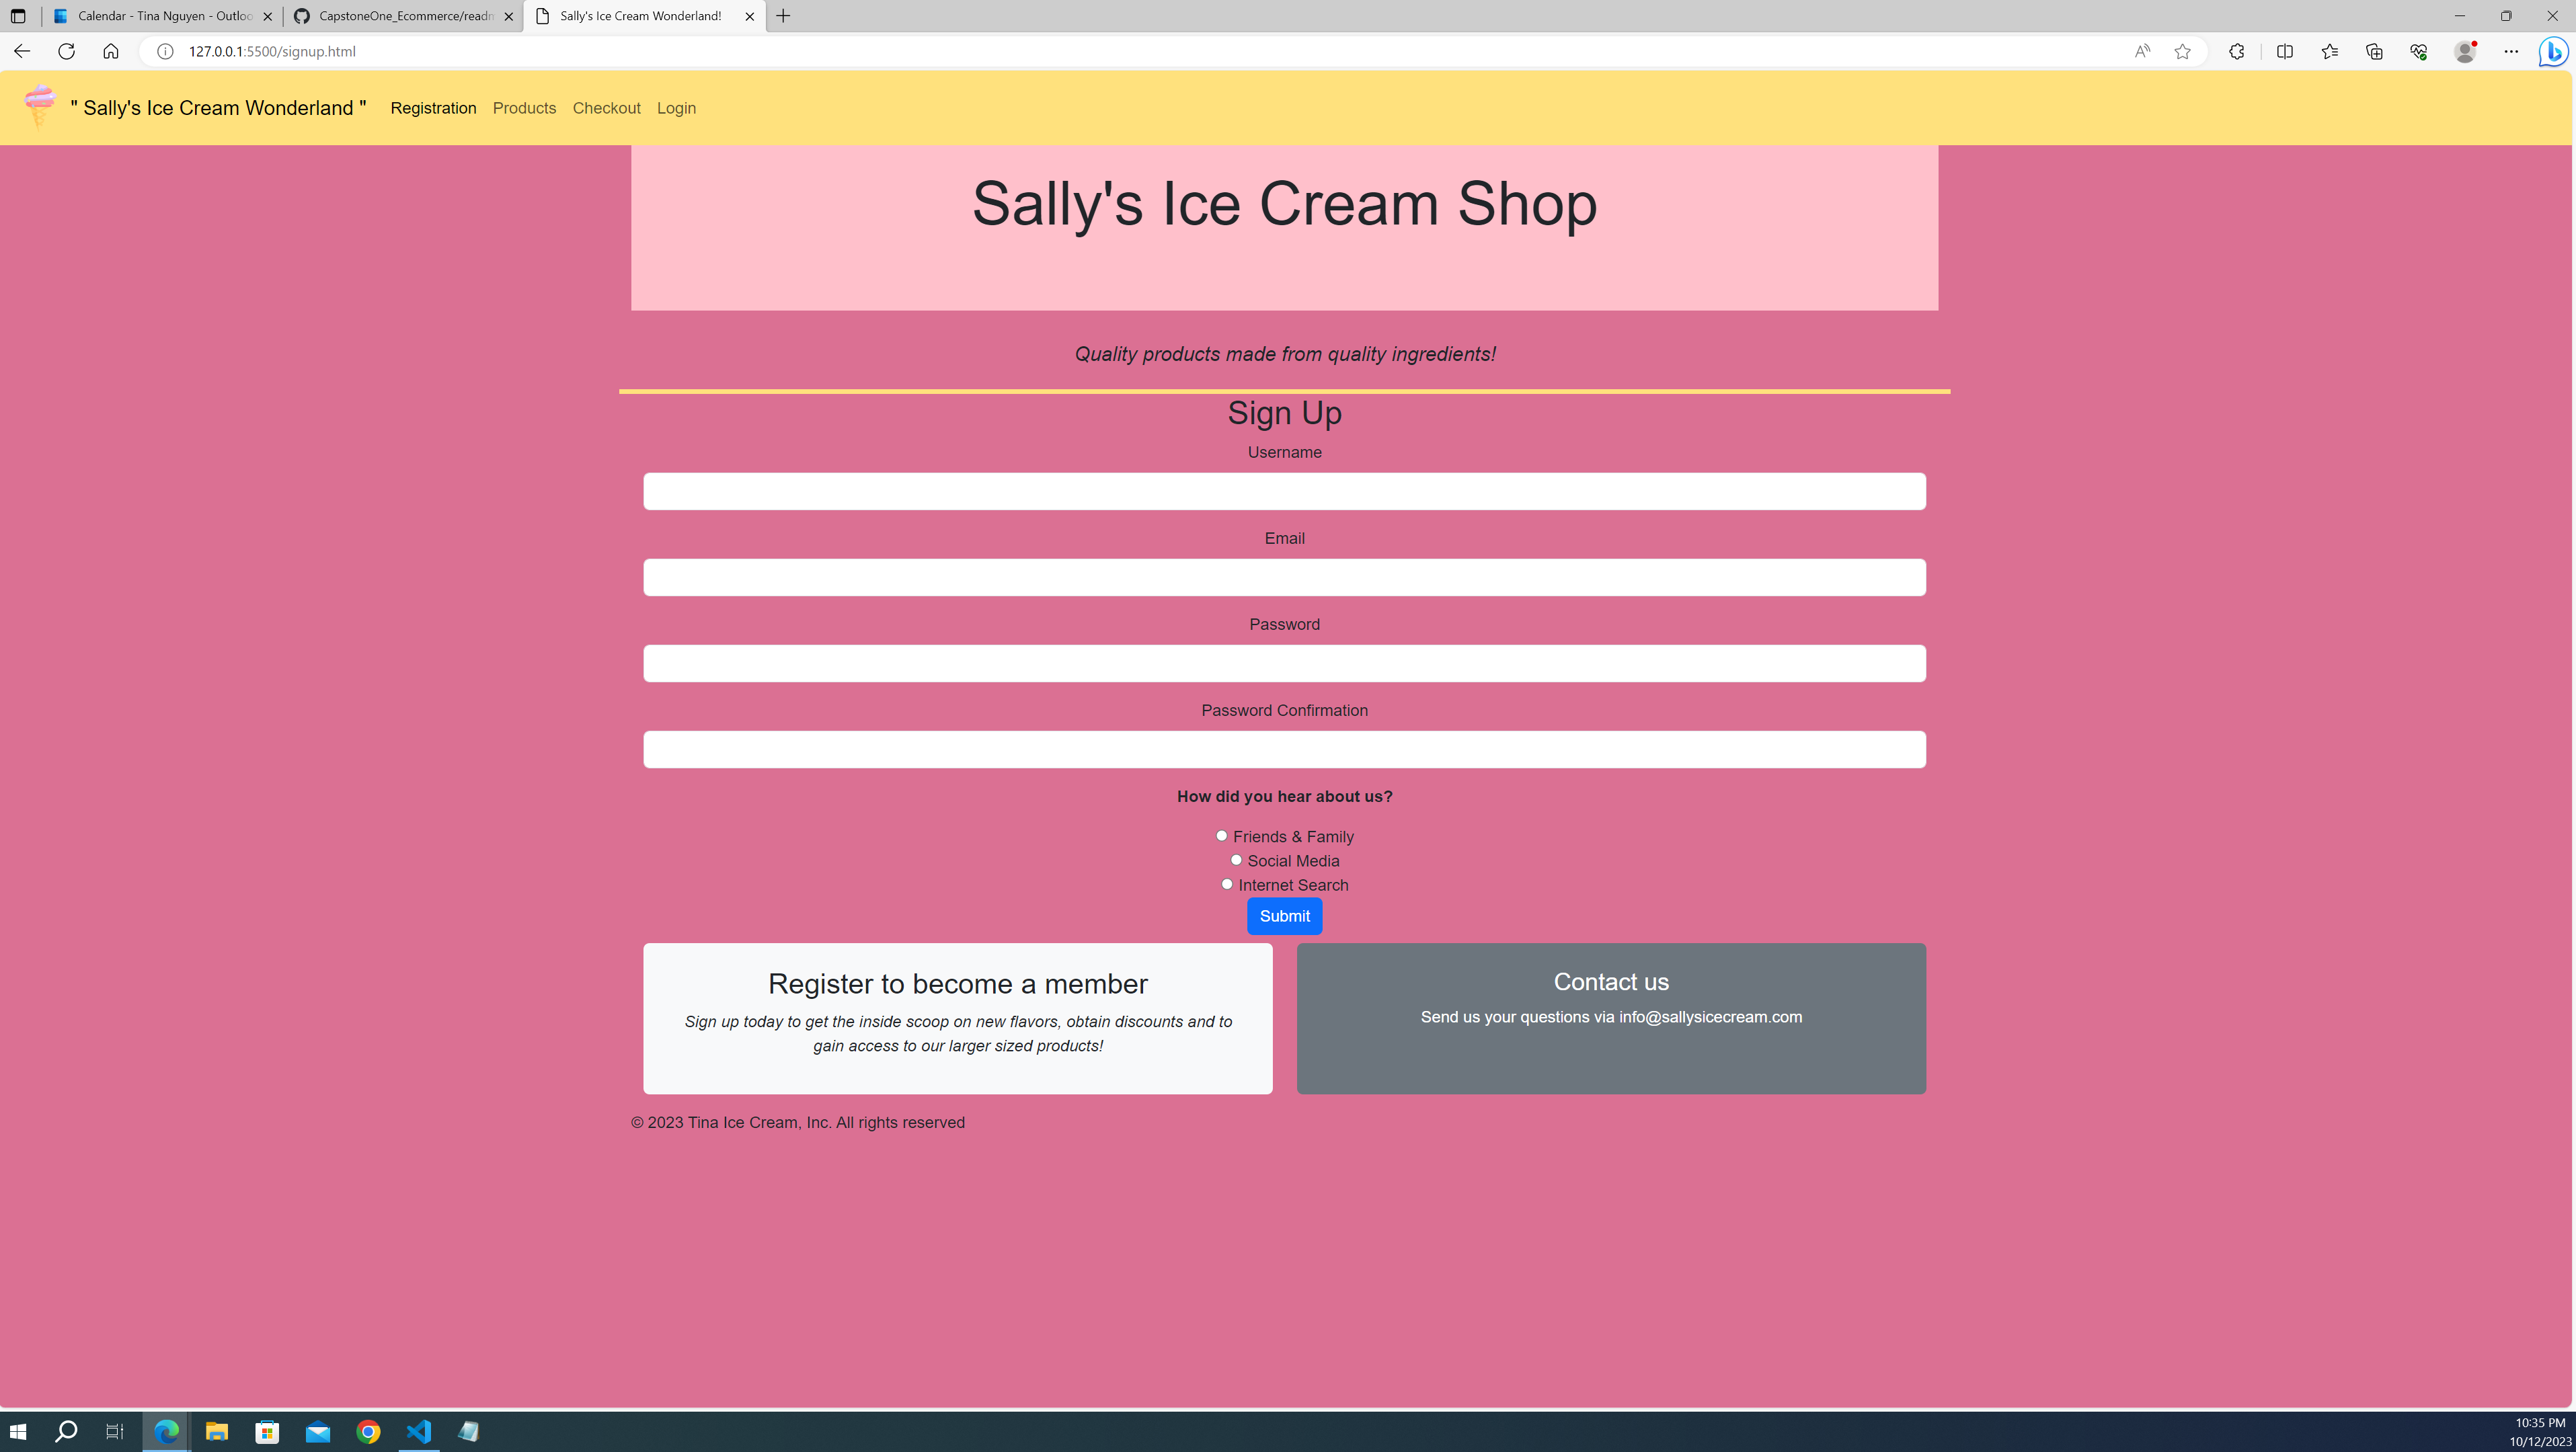 Calendar - Tina Nguyen - Outloo
CapstoneOne_Ecommerce/readn
Sally's Ice Cream Wonderland!
127.0.0.1:5500/signup.html
" Sally's Ice Cream Wonderland " Registration Products Checkout Login
Sally's Ice Cream Shop
Quality products made from quality ingredients!
Sign Up
Username
Email
Password
Password Confirmation
How did you hear about us?
Friends & Family
Social Media
Internet Search
Submit
Register to become a member
Sign up today to get the inside scoop on new flavors, obtain discounts and to
gain access to our larger sized products!
Contact us
Send us your questions via info@sallysicecream.com
© 2023 Tina Ice Cream, Inc. All rights reserved
10:35 PM
10/12/2023